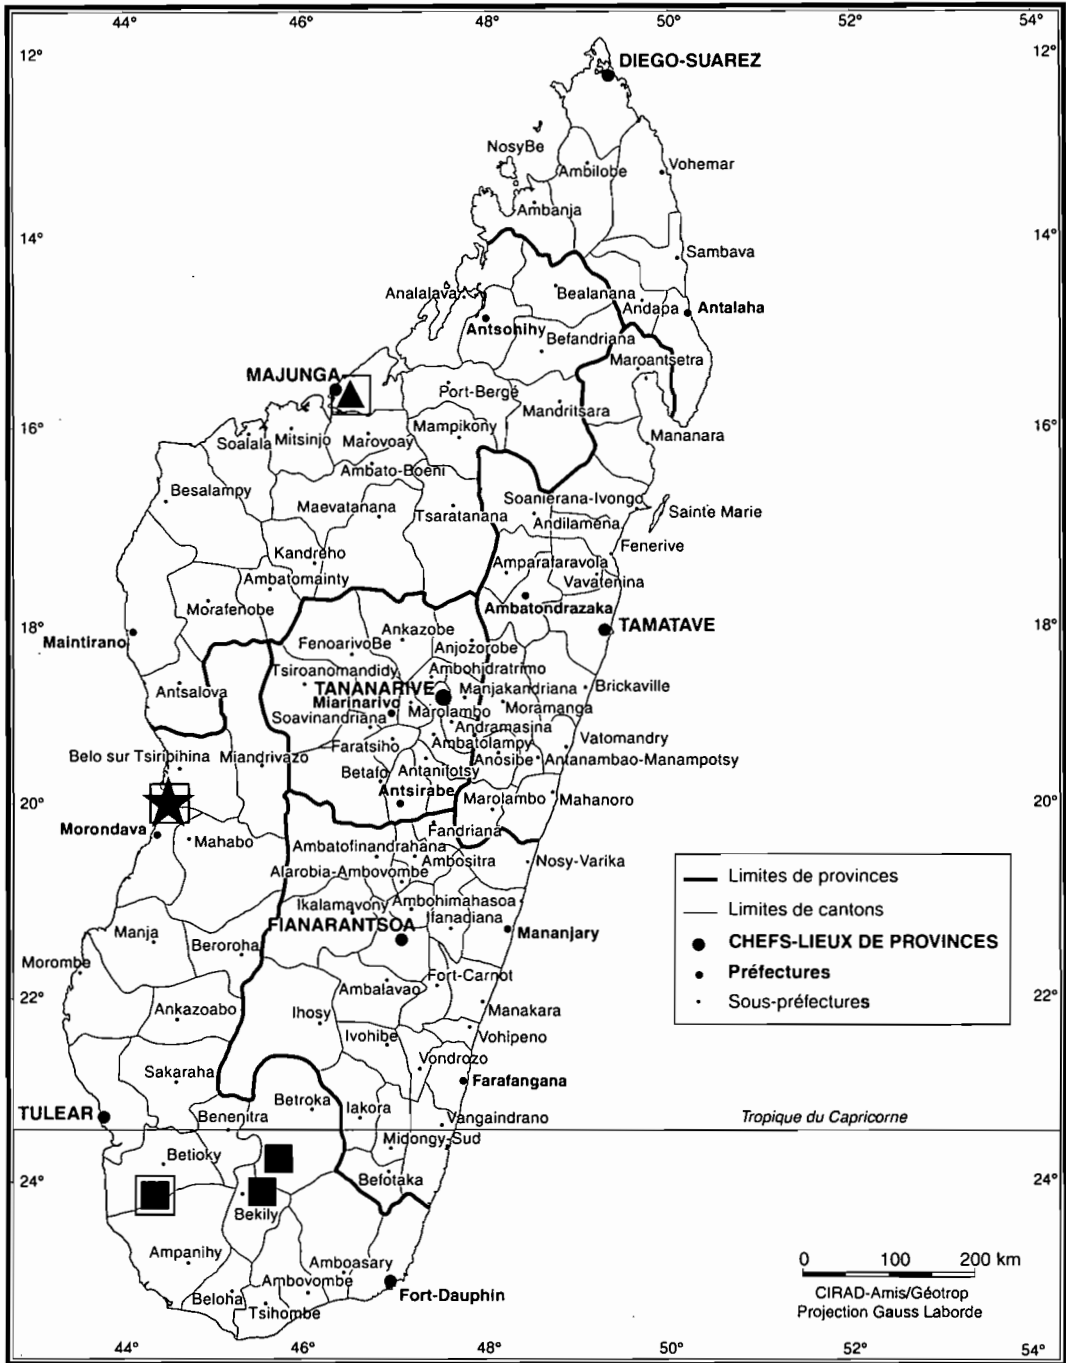 44° 46° 48° 50° 52° 54°
12° 12°
DIEGO-SUAREZ
NosyBe
Ambilobe
Vohemar
Ambanja
14° 14°
Sambava
Analalava
Bealanana
Andapa
Antalaha
Antsohihy
Befandriana
Maroantsetra
MAJUNGA
Port-Bergé
Mandritsara
Mampikony
16° 16°
Soalala
Mitsinjo
Marovoay
Mananara
Ambato-Boeni
Besalampy
Maevatanana
Tsaratanana
Soanierana-Ivongo
Sainte Marie
Andilamena
Kandreho
Fenerive
Amparafaravola
Ambatomainty
Vavatenina
Morafenobe
Ambatondrazaka
18° 18°
Maintirano
TAMATAVE
Ankazobe
FenoarivoBe
Anjozorobe
Tsiroanomandidy
Ambohidratrimo
Antsalova
TANANARIVE
Manjakandriana
Brickaville
Miarinarivo
Marolambo
Moramanga
Soavinandriana
Andramasina
Faratsiho
Ambatolampy
Vatomandry
Belo sur Tsiribihina
Miandrivazo
Anosibe
Antanambao-Manampotsy
Betafo
Antanifotsy
Antsirabe
20° 20°
Marolambo
Mahanoro
Morondava
Mahabo
Fandriana
Ambatofinandrahana
Ambositra
Nosy-Varika
Alarobia-Ambovombe
Ikalamavony
Ambohimahasoa
Ifanadiana
FIANARANTSOA
Mananjary
Manja
Beroroha
Morombe
Fort-Carnot
Ambalavao
22° 22°
Ankazoabo
Ihosy
Manakara
Ivohibe
Vohipeno
Vondrozo
Sakaraha
Farafangana
Betroka
Iakora
TULEAR
Benenitra
Vangaindrano
Tropique du Capricorne
Midongy-Sud
Betioky
Befotaka
24° 24°
Bekily
Ampanihy
Amboasary
Ambovombe
Beloha
Tsihombe
Fort-Dauphin
Limites de provinces
Limites de cantons
CHEFS-LIEUX DE PROVINCES
Préfectures
Sous-préfectures
0 100 200 km
CIRAD-Amis/Géotrop
Projection Gauss Laborde
44° 46° 48° 50° 52° 54°